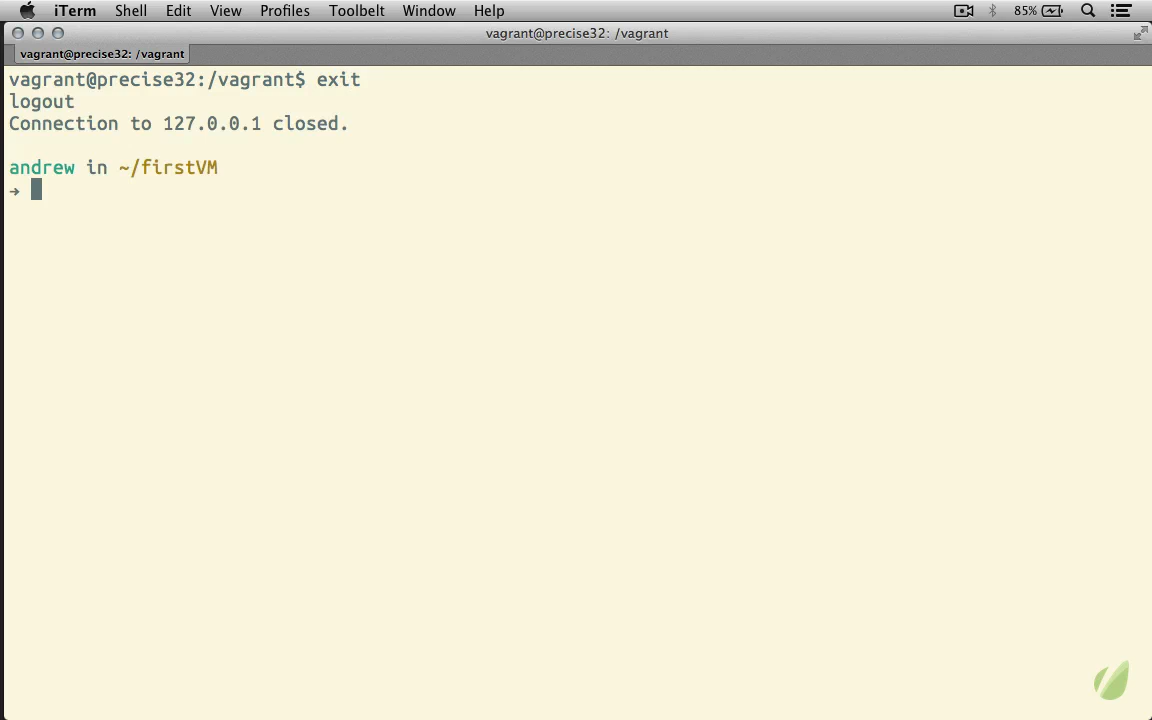 iTerm Shell Edit View Profiles Toolbelt Window Help 85%
vagrant@precise32: /vagrant
vagrant@precise32: /vagrant
vagrant@precise32:/vagrant$ exit
logout
Connection to 127.0.0.1 closed.
andrew in ~/firstVM
→